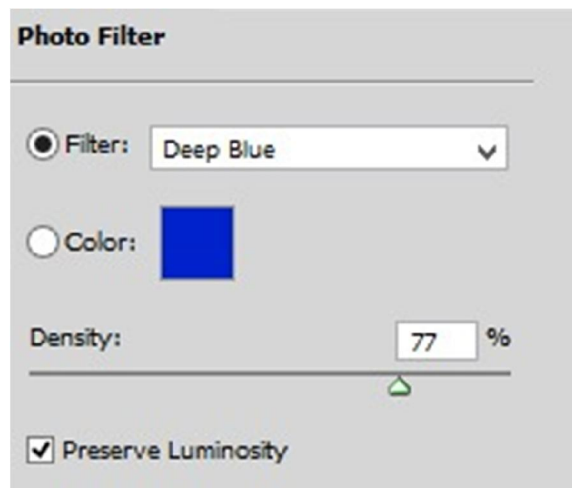 Photo Filter
Filter: Deep Blue
Color:
Density: 77 %
Preserve Luminosity